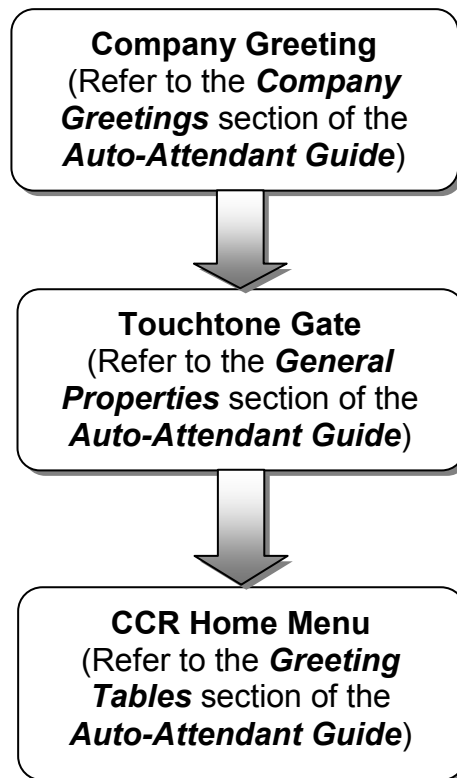 Company Greeting
(Refer to the Company
Greetings section of the
Auto-Attendant Guide)
Touchtone Gate
(Refer to the General
Properties section of the
Auto-Attendant Guide)
CCR Home Menu
(Refer to the Greeting
Tables section of the
Auto-Attendant Guide)